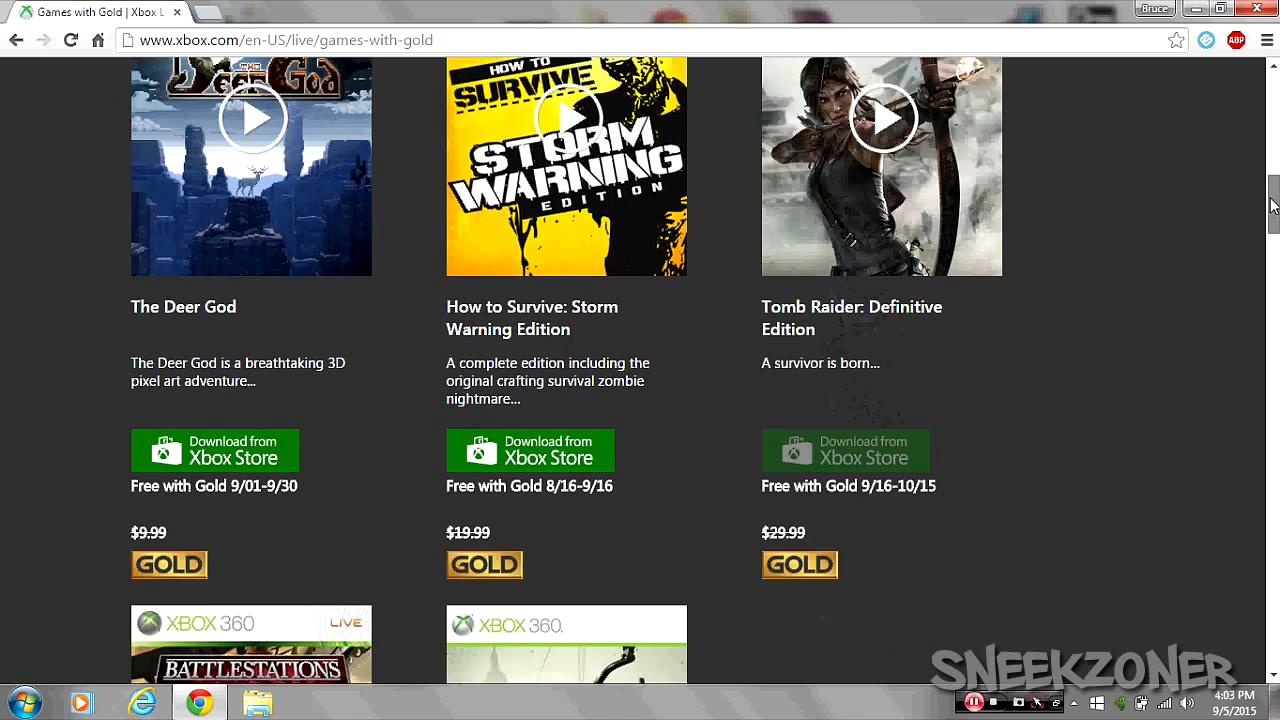 Games with Gold | Xbox Li
Bruce
www.xbox.com/en-US/live/games-with-gold
ABP
THE
DEER GOD
HOW TO
SURVIVE
STORM
WARNING
EDITION
The Deer God
How to Survive: Storm
Warning Edition
Tomb Raider: Definitive
Edition
The Deer God is a breathtaking 3D
pixel art adventure...
A complete edition including the
original crafting survival zombie
nightmare...
A survivor is born...
Download from
Xbox Store
Download from
Xbox Store
Download from
Xbox Store
Free with Gold 9/01-9/30
Free with Gold 8/16-9/16
Free with Gold 9/16-10/15
$9.99
$19.99
$29.99
GOLD
GOLD
GOLD
XBOX 360 LIVE
XBOX 360.
BATTLESTATIONS
SNEEKZONER
4:03 PM
9/5/2015